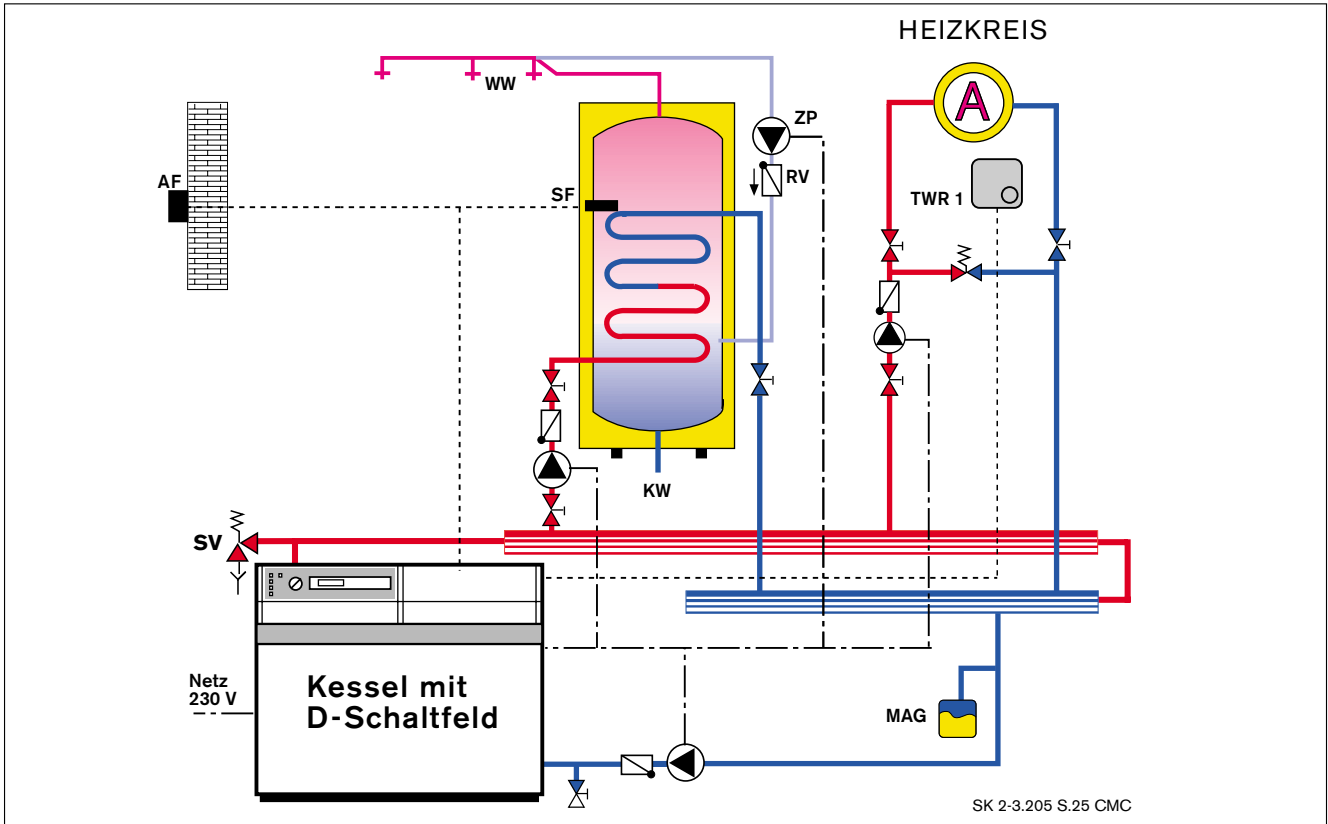 HEIZKREIS
A
WW
ZP
RV
AF
SF
TWR 1
KW
SV
Netz
230 V
Kessel mit
D-Schaltfeld
MAG
SK 2-3.205 S.25 CMC